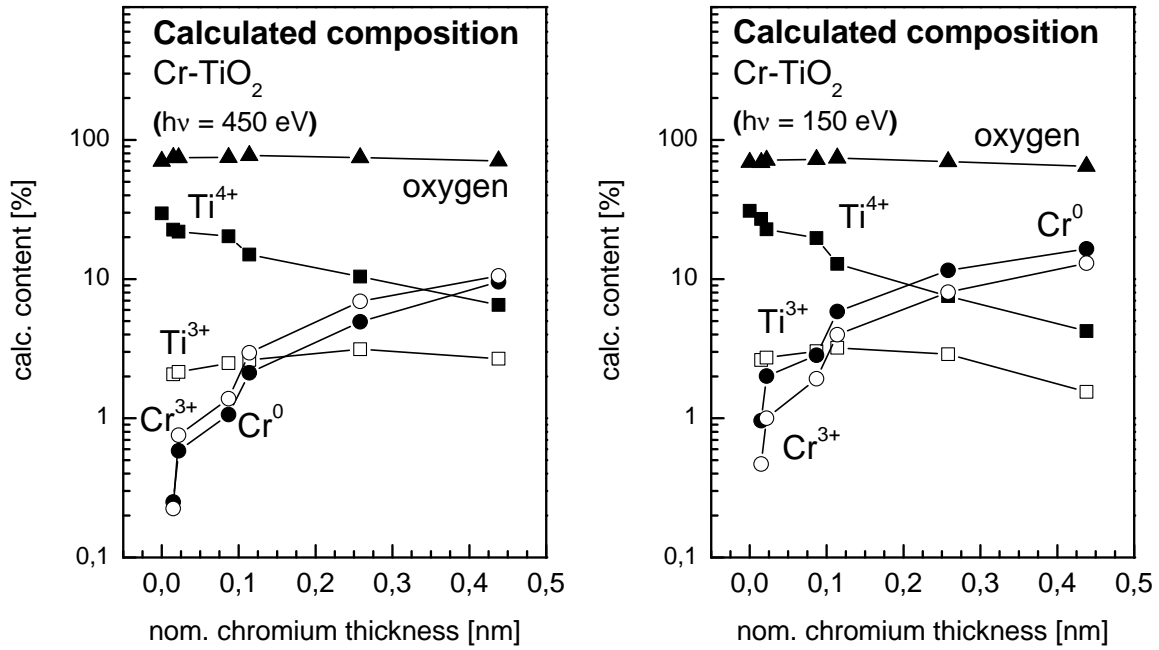 Calculated composition
Cr-TiO₂
(hν = 450 eV)
oxygen
Ti⁴⁺
Ti³⁺
Cr³⁺
Cr⁰
100
10
1
0,1
0,0 0,1 0,2 0,3 0,4 0,5
calc. content [%]
nom. chromium thickness [nm]
Calculated composition
Cr-TiO₂
(hν = 150 eV)
oxygen
Ti⁴⁺
Cr⁰
Ti³⁺
Cr³⁺
100
10
1
0,1
0,0 0,1 0,2 0,3 0,4 0,5
calc. content [%]
nom. chromium thickness [nm]